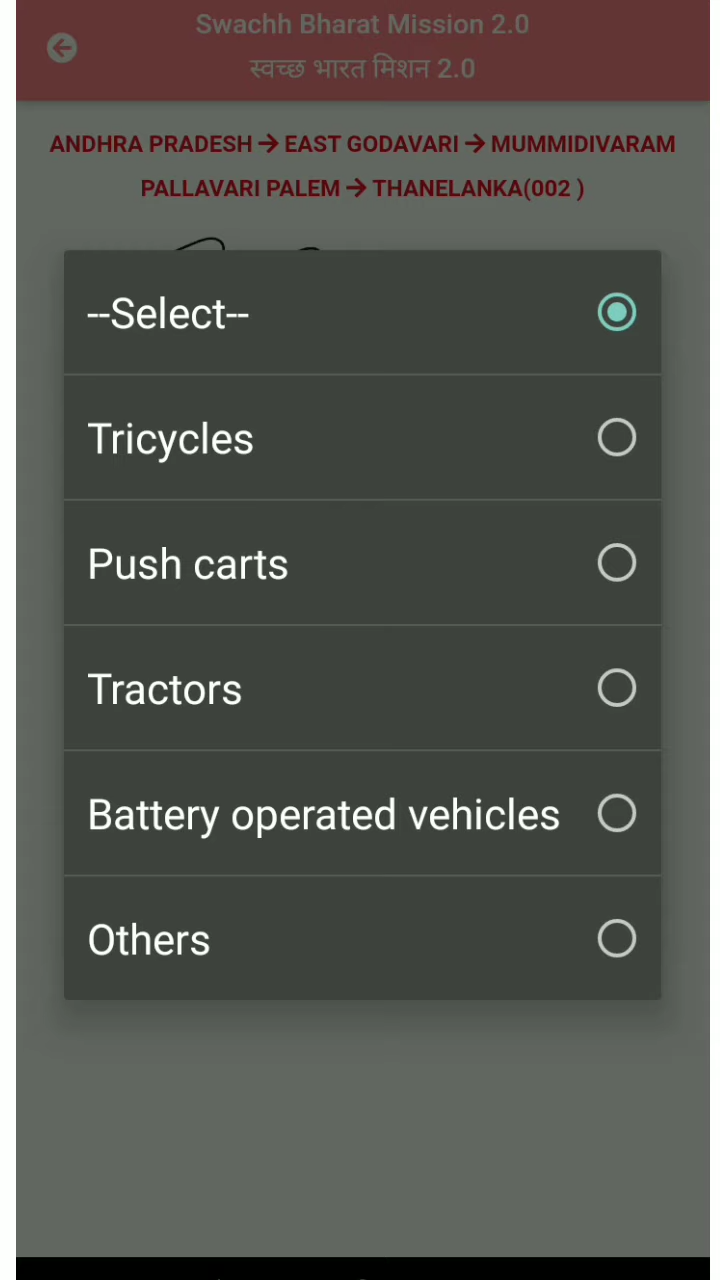 Swachh Bharat Mission 2.0
स्वच्छ भारत मिशन 2.0
ANDHRA PRADESH → EAST GODAVARI → MUMMIDIVARAM
PALLAVARI PALEM → THANELANKA(002 )
--Select--
Tricycles
Push carts
Tractors
Battery operated vehicles
Others